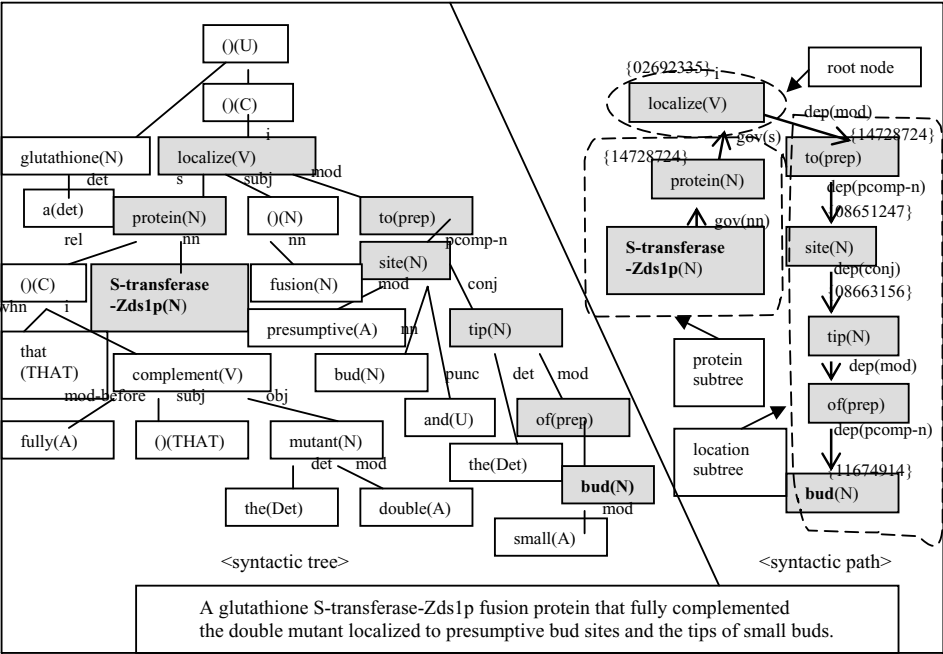 ()(U)
()(C)
i
glutathione(N)
localize(V)
det
s
subj
mod
a(det)
protein(N)
()(N)
to(prep)
rel
nn
nn
pcomp-n
()(C)
S-transferase
-Zds1p(N)
fusion(N)
site(N)
whn
i
mod
conj
that
(THAT)
presumptive(A)
nn
tip(N)
complement(V)
bud(N)
punc
det
mod
mod-before
subj
obj
and(U)
of(prep)
fully(A)
()(THAT)
mutant(N)
the(Det)
det
mod
bud(N)
the(Det)
double(A)
mod
small(A)
<syntactic tree>
{02692335}
i
root node
localize(V)
dep(mod)
{14728724}
gov(s)
{14728724}
to(prep)
protein(N)
dep(pcomp-n)
{08651247}
gov(nn)
S-transferase
-Zds1p(N)
site(N)
dep(conj)
{08663156}
tip(N)
protein
subtree
dep(mod)
of(prep)
dep(pcomp-n)
location
subtree
{11674914}
bud(N)
<syntactic path>
A glutathione S-transferase-Zds1p fusion protein that fully complemented
the double mutant localized to presumptive bud sites and the tips of small buds.